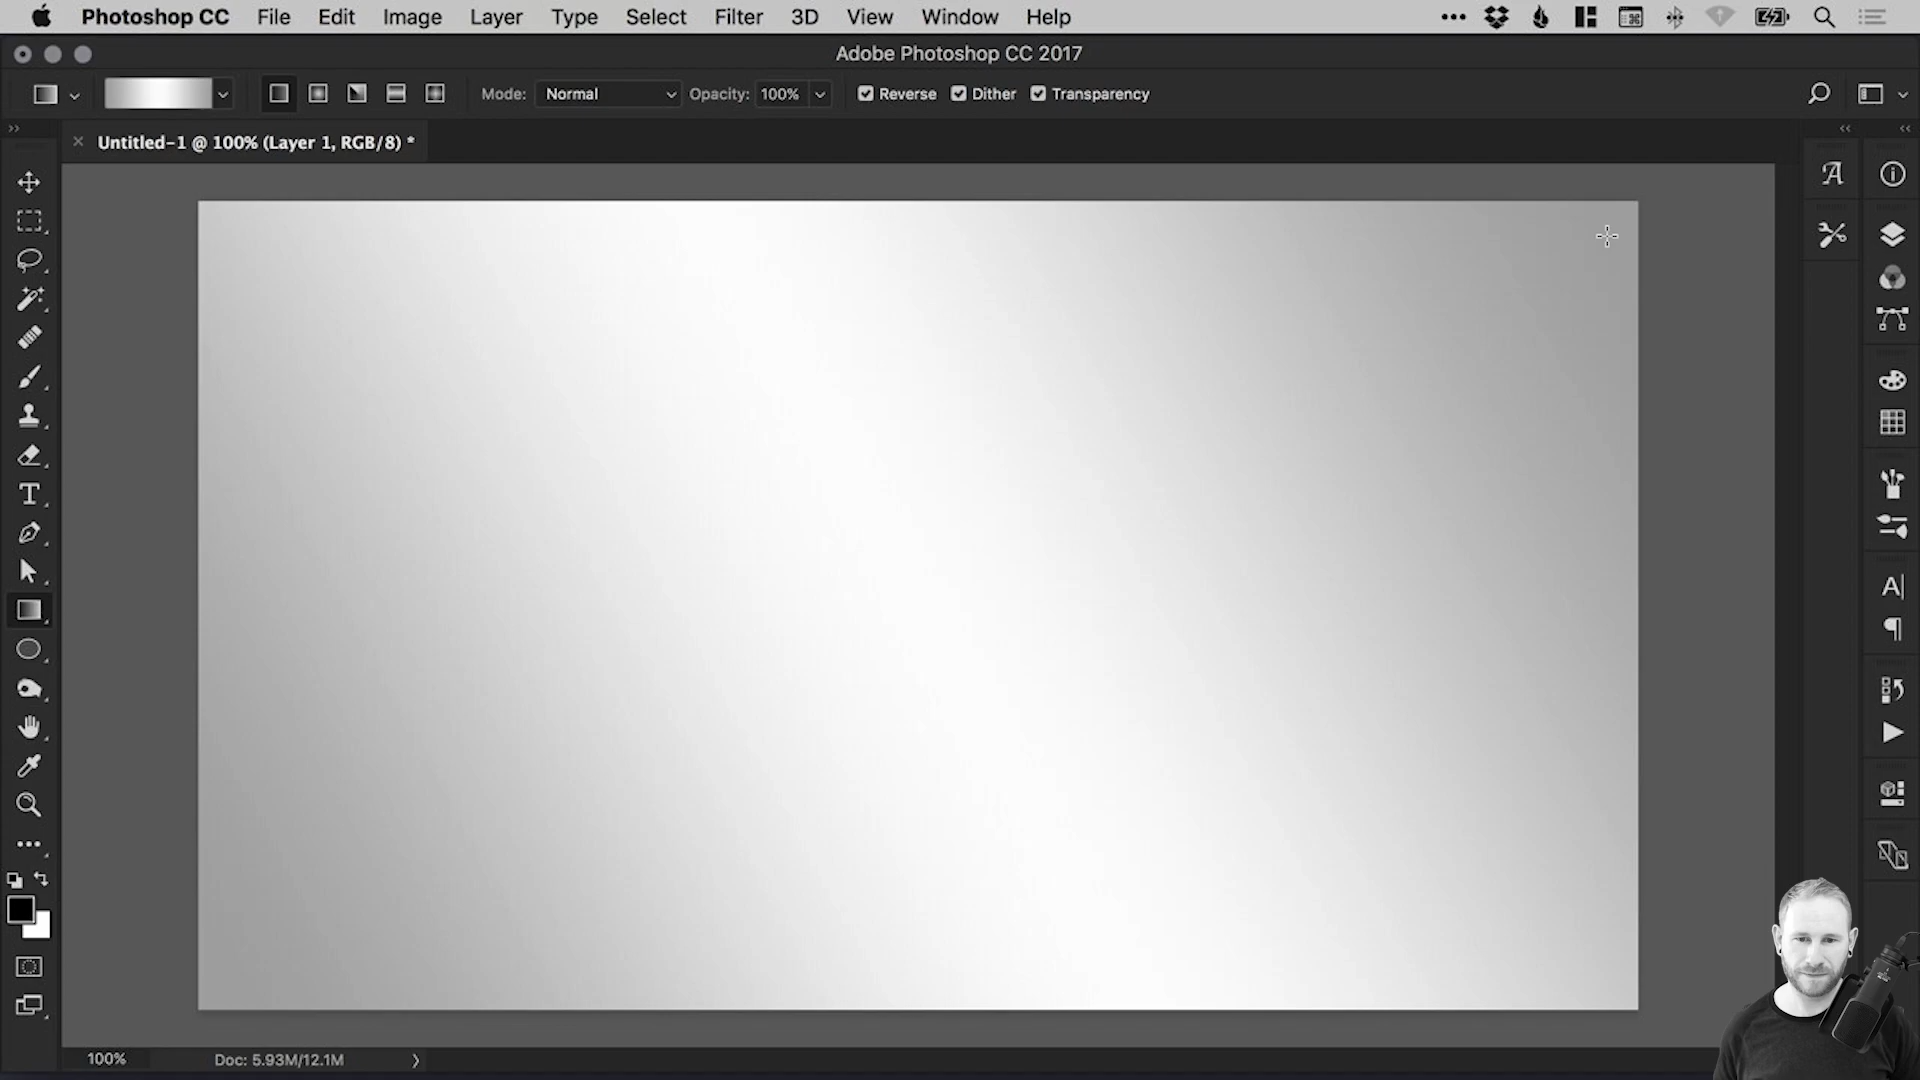 Photoshop CC File Edit Image Layer Type Select Filter 3D View Window Help
Adobe Photoshop CC 2017
Mode: Normal Opacity: 100% Reverse Dither Transparency
Untitled-1 @ 100% (Layer 1, RGB/8) *
100% Doc: 5.93M/12.1M